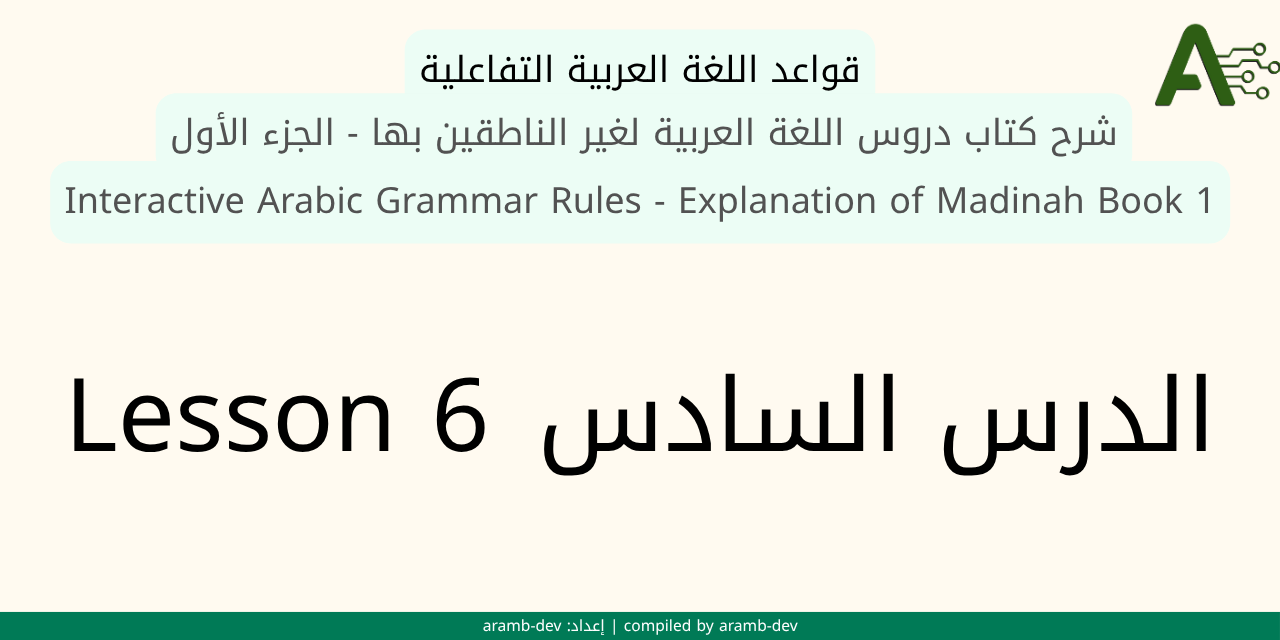 قواعد اللغة العربية التفاعلية
شرح كتاب دروس اللغة العربية لغير الناطقين بها - الجزء الأول
Interactive Arabic Grammar Rules - Explanation of Madinah Book 1
الدرس السادس Lesson 6
إعداد: aramb-dev | compiled by aramb-dev